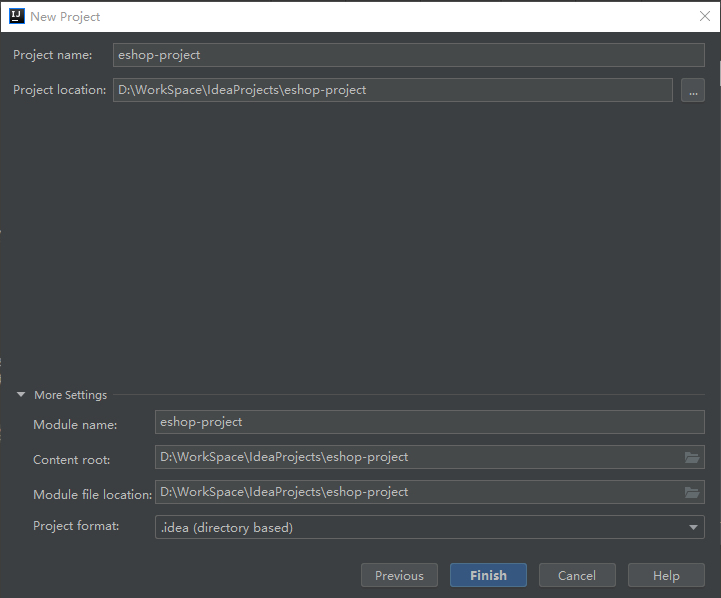 IJ New Project
Project name: eshop-project
Project location: D:\WorkSpace\IdeaProjects\eshop-project ...
More Settings
Module name: eshop-project
Content root: D:\WorkSpace\IdeaProjects\eshop-project
Module file location: D:\WorkSpace\IdeaProjects\eshop-project
Project format: .idea (directory based)
Previous Finish Cancel Help